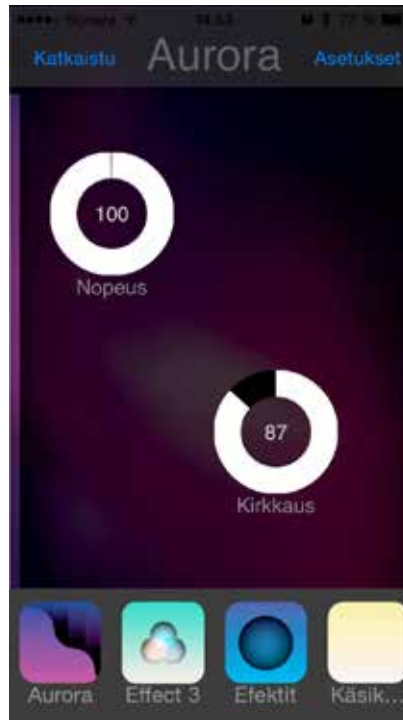 Katkaistu Aurora Asetukset
100
Nopeus
87
Kirkkaus
Aurora Effect 3 Efektit Käsik...